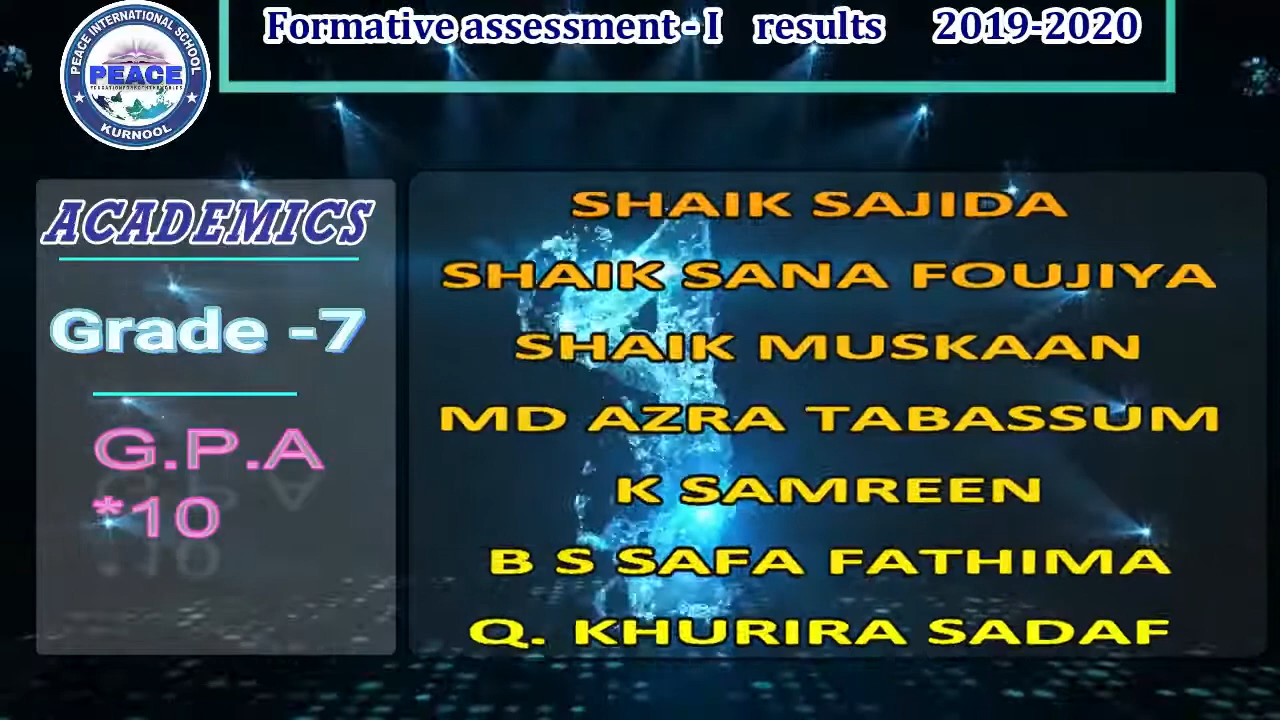 Formative assessment - I results 2019-2020
PEACE INTERNATIONAL SCHOOL
PEACE
KURNOOL
ACADEMICS
Grade -7
G.P.A
*10
SHAIK SAJIDA
SHAIK SANA FOUJIYA
SHAIK MUSKAAN
MD AZRA TABASSUM
K SAMREEN
B S SAFA FATHIMA
Q. KHURIRA SADAF